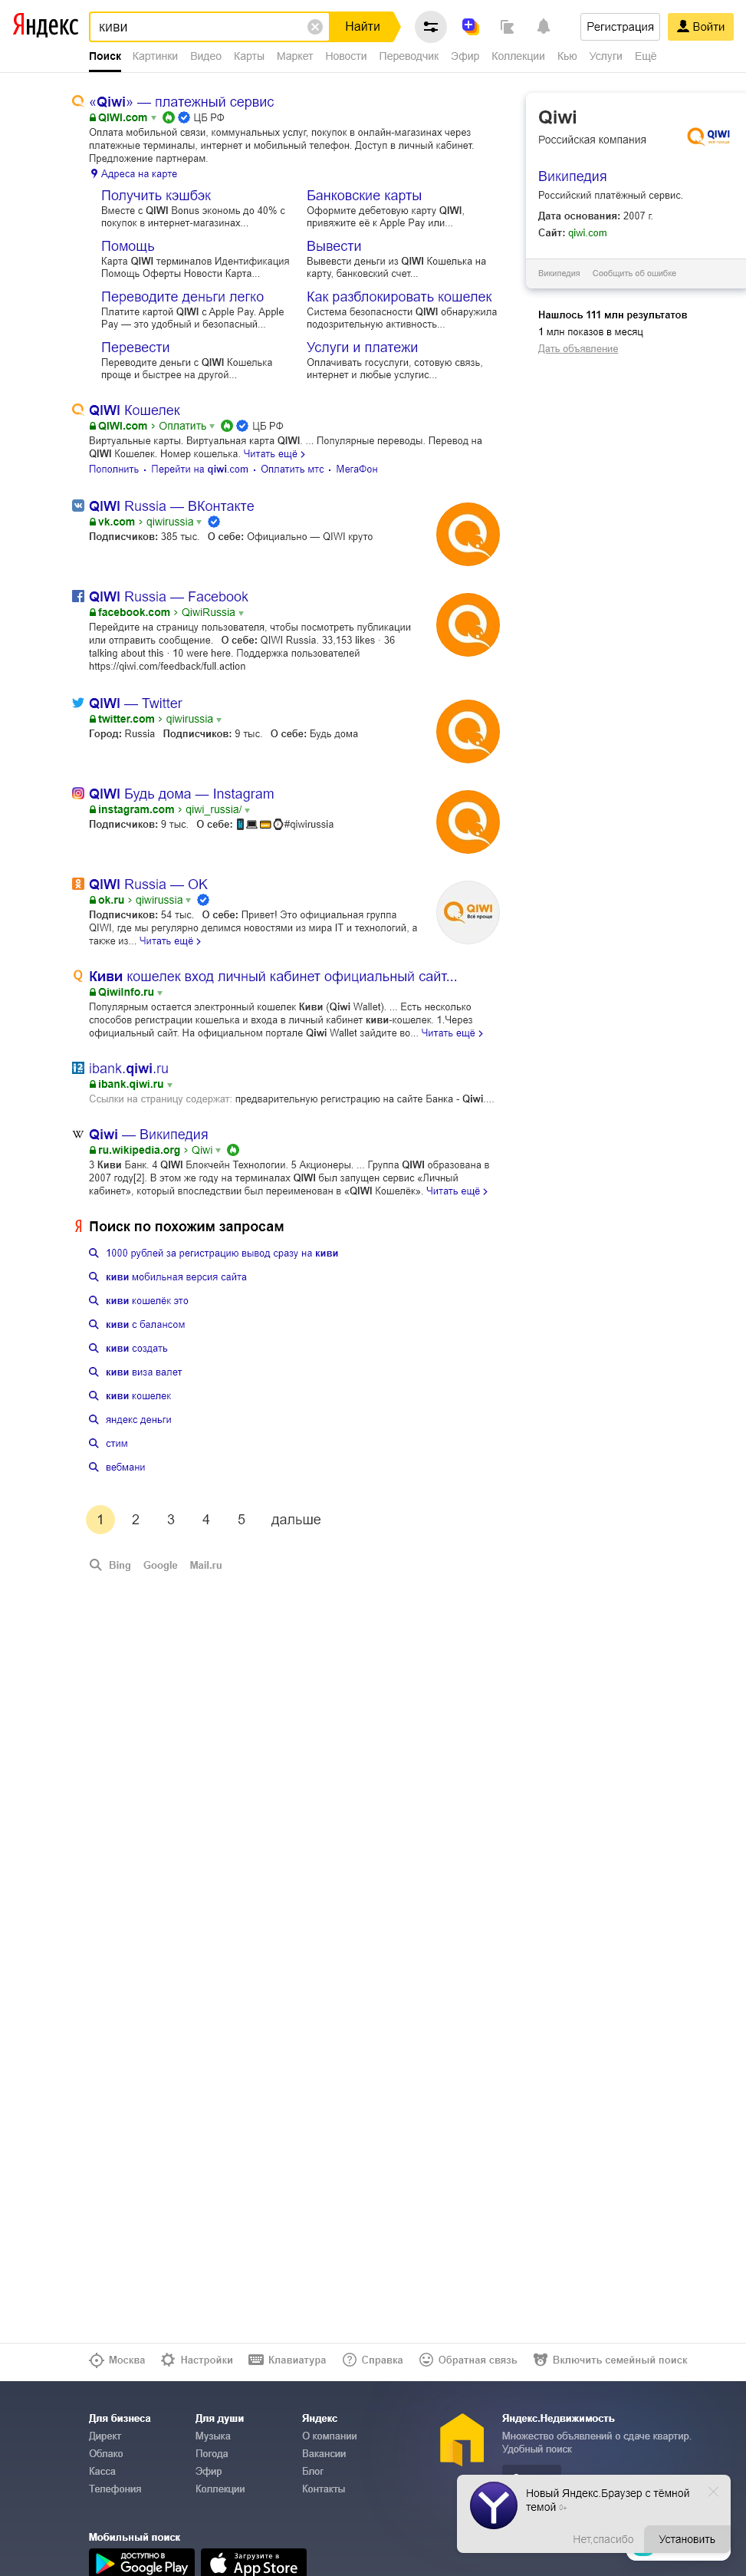 Яндекс
киви
Найти
Регистрация
Войти
Поиск Картинки Видео Карты Маркет Новости Переводчик Эфир Коллекции Кью Услуги Ещё
«Qiwi» — платежный сервис
QIWI.com ЦБ РФ
Оплата мобильной связи, коммунальных услуг, покупок в онлайн-магазинах через
платежные терминалы, интернет и мобильный телефон. Доступ в личный кабинет.
Предложение партнерам.
Адреса на карте
Получить кэшбэк
Вместе с QIWI Bonus экономь до 40% с
покупок в интернет-магазинах...
Банковские карты
Оформите дебетовую карту QIWI,
привяжите её к Apple Pay или...
Помощь
Карта QIWI терминалов Идентификация
Помощь Оферты Новости Карта...
Вывести
Вывевсти деньги из QIWI Кошелька на
карту, банковский счет...
Переводите деньги легко
Платите картой QIWI с Apple Pay. Apple
Pay — это удобный и безопасный...
Как разблокировать кошелек
Система безопасности QIWI обнаружила
подозрительную активность...
Перевести
Переводите деньги с QIWI Кошелька
проще и быстрее на другой...
Услуги и платежи
Оплачивать госуслуги, сотовую связь,
интернет и любые услугис...
QIWI Кошелек
QIWI.com › Оплатить ЦБ РФ
Виртуальные карты. Виртуальная карта QIWI. ... Популярные переводы. Перевод на
QIWI Кошелек. Номер кошелька. Читать ещё ›
Пополнить · Перейти на qiwi.com · Оплатить мтс · МегаФон
QIWI Russia — ВКонтакте
vk.com › qiwirussia
Подписчиков: 385 тыс. О себе: Официально — QIWI круто
QIWI Russia — Facebook
facebook.com › QiwiRussia
Перейдите на страницу пользователя, чтобы посмотреть публикации
или отправить сообщение. О себе: QIWI Russia. 33,153 likes · 36
talking about this · 10 were here. Поддержка пользователей
https://qiwi.com/feedback/full.action
QIWI — Twitter
twitter.com › qiwirussia
Город: Russia Подписчиков: 9 тыс. О себе: Будь дома
QIWI Будь дома — Instagram
instagram.com › qiwi_russia/
Подписчиков: 9 тыс. О себе: 📱💻💳⌚#qiwirussia
QIWI Russia — OK
ok.ru › qiwirussia
Подписчиков: 54 тыс. О себе: Привет! Это официальная группа
QIWI, где мы регулярно делимся новостями из мира IT и технологий, а
также из... Читать ещё ›
QIWI
Всё проще
Киви кошелек вход личный кабинет официальный сайт...
QiwiInfo.ru
Популярным остается электронный кошелек Киви (Qiwi Wallet). ... Есть несколько
способов регистрации кошелька и входа в личный кабинет киви-кошелек. 1.Через
официальный сайт. На официальном портале Qiwi Wallet зайдите во... Читать ещё ›
ibank.qiwi.ru
ibank.qiwi.ru
Ссылки на страницу содержат: предварительную регистрацию на сайте Банка - Qiwi....
Qiwi — Википедия
ru.wikipedia.org › Qiwi
3 Киви Банк. 4 QIWI Блокчейн Технологии. 5 Акционеры. ... Группа QIWI образована в
2007 году[2]. В этом же году на терминалах QIWI был запущен сервис «Личный
кабинет», который впоследствии был переименован в «QIWI Кошелёк». Читать ещё ›
Поиск по похожим запросам
1000 рублей за регистрацию вывод сразу на киви
киви мобильная версия сайта
киви кошелёк это
киви с балансом
киви создать
киви виза валет
киви кошелек
яндекс деньги
стим
вебмани
1 2 3 4 5 дальше
Bing Google Mail.ru
Qiwi
Российская компания
QIWI
Википедия
Российский платёжный сервис.
Дата основания: 2007 г.
Сайт: qiwi.com
Википедия Сообщить об ошибке
Нашлось 111 млн результатов
1 млн показов в месяц
Дать объявление
Москва Настройки Клавиатура Справка Обратная связь Включить семейный поиск
Для бизнеса
Директ
Облако
Касса
Телефония
Для души
Музыка
Погода
Эфир
Коллекции
Яндекс
О компании
Вакансии
Блог
Контакты
Яндекс.Недвижимость
Множество объявлений о сдаче квартир.
Удобный поиск
Новый Яндекс.Браузер с тёмной
темой 0+
Нет,спасибо Установить
Мобильный поиск
ДОСТУПНО В
Google Play
Загрузите в
App Store